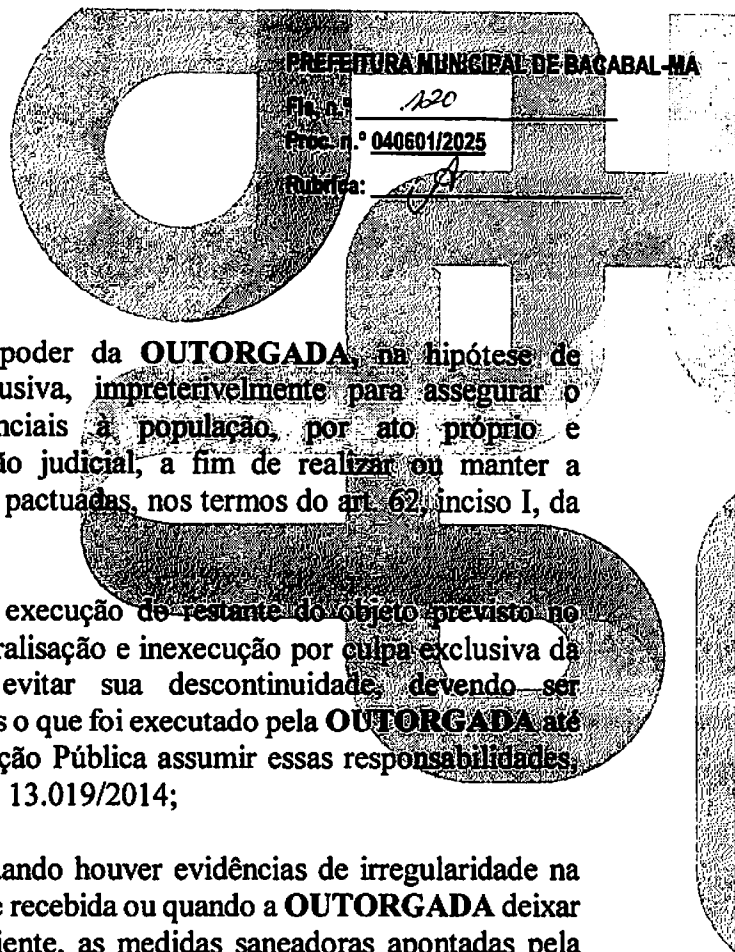 PREFEITURA MUNICIPAL DE BACABAL-MA
Fls. n.º 120
Proc. n.º 040601/2025
Rubrica:
poder da OUTORGADA, na hipótese de
usiva, impreterivelmente para assegurar o
nciais à população, por ato próprio e
ão judicial, a fim de realizar ou manter a
pactuadas, nos termos do art. 62, inciso I, da
execução do restante do objeto previsto no
ralisação e inexecução por culpa exclusiva da
evitar sua descontinuidade, devendo ser
s o que foi executado pela OUTORGADA até
ção Pública assumir essas responsabilidades,
13.019/2014;
uando houver evidências de irregularidade na
e recebida ou quando a OUTORGADA deixar
iente, as medidas saneadoras apontadas pela